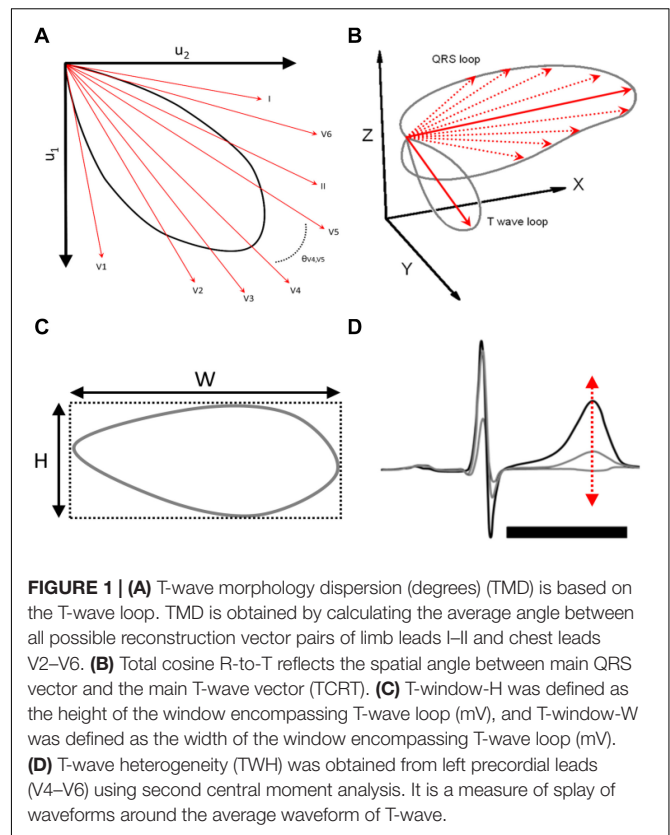 A
u2
u1
I
V6
II
V5
θV4,V5
V4
V3
V2
V1
B
QRS loop
Z
X
T wave loop
Y
C
W
H
D
FIGURE 1 | (A) T-wave morphology dispersion (degrees) (TMD) is based on
the T-wave loop. TMD is obtained by calculating the average angle between
all possible reconstruction vector pairs of limb leads I–II and chest leads
V2–V6. (B) Total cosine R-to-T reflects the spatial angle between main QRS
vector and the main T-wave vector (TCRT). (C) T-window-H was defined as
the height of the window encompassing T-wave loop (mV), and T-window-W
was defined as the width of the window encompassing T-wave loop (mV).
(D) T-wave heterogeneity (TWH) was obtained from left precordial leads
(V4–V6) using second central moment analysis. It is a measure of splay of
waveforms around the average waveform of T-wave.